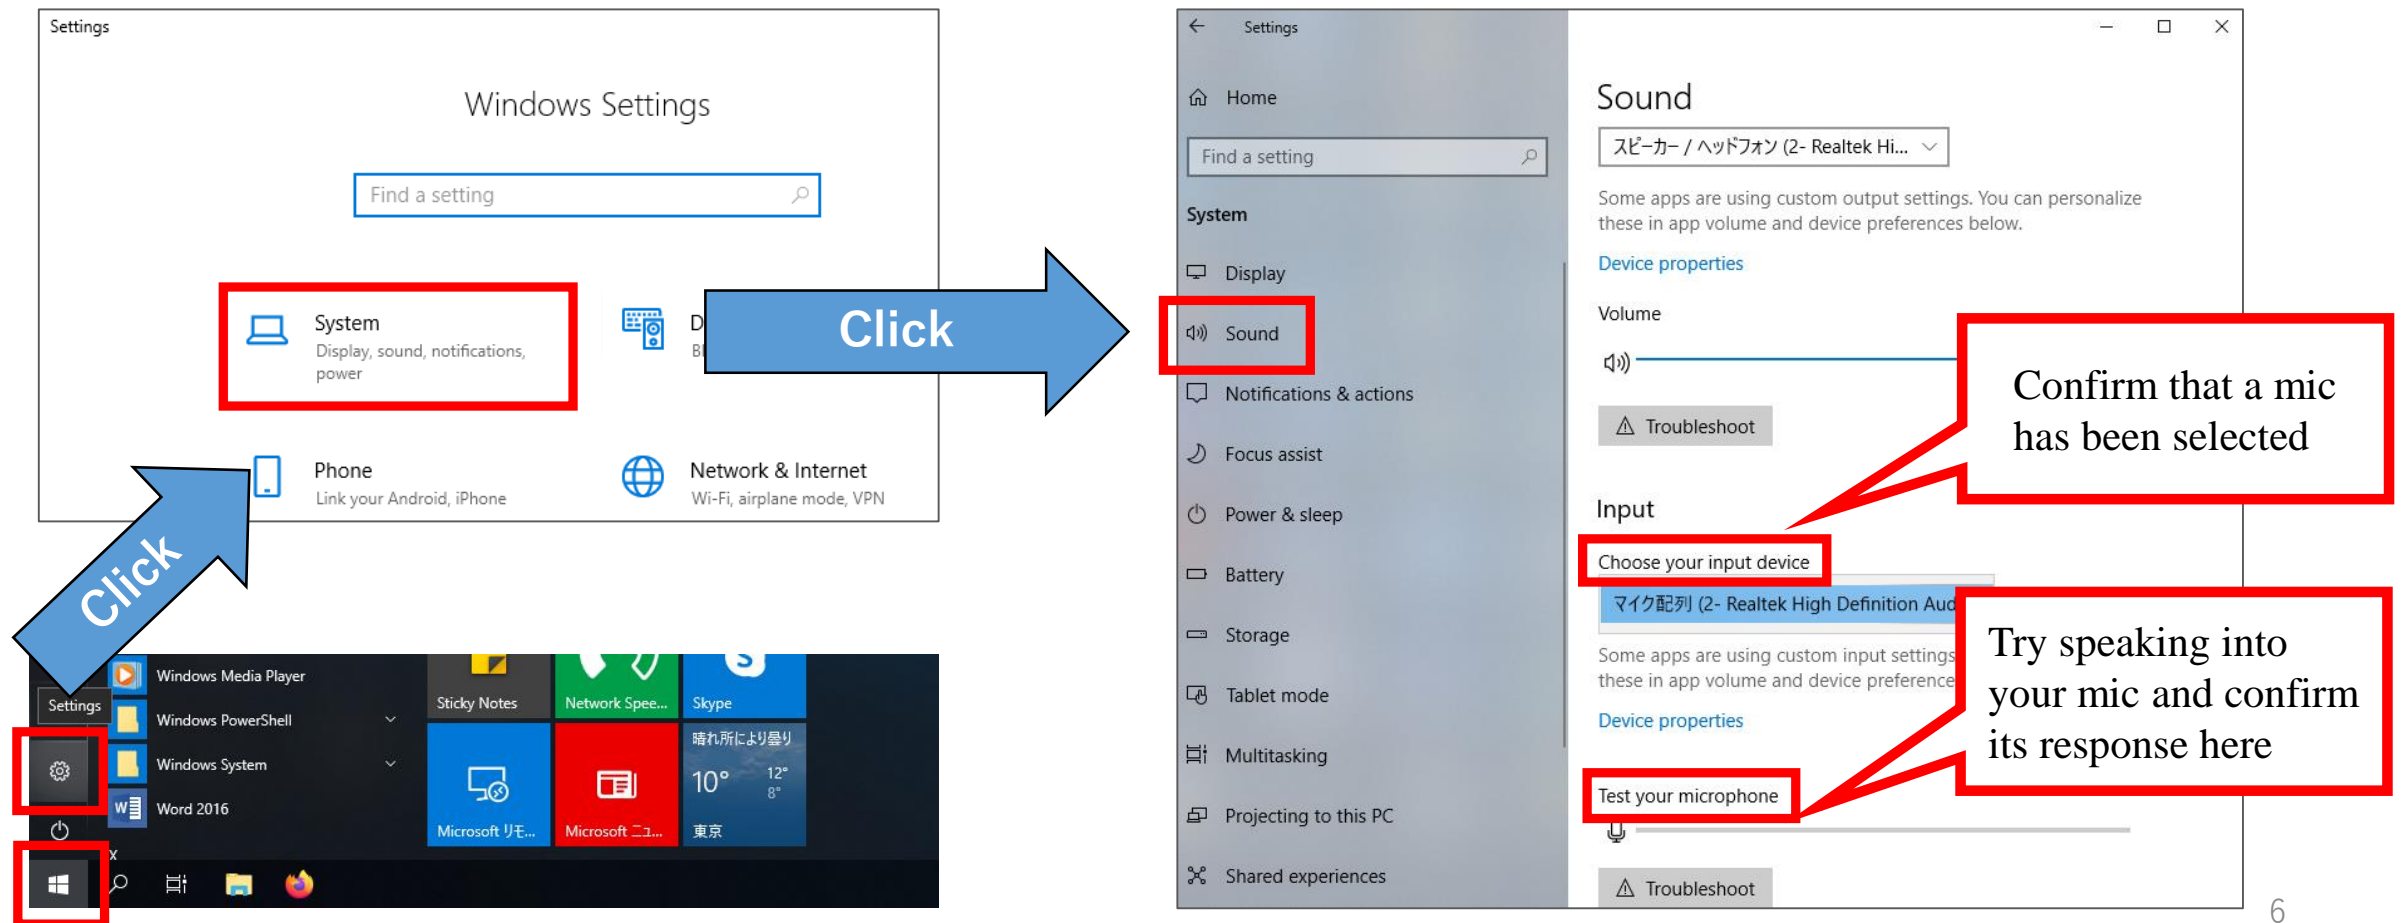 Settings
Windows Settings
Find a setting
System
Display, sound, notifications,
power
D
Phone
Link your Android, iPhone
Network & Internet
Wi-Fi, airplane mode, VPN
Click
Click
Settings
Windows Media Player
Windows PowerShell
Windows System
Word 2016
X
Sticky Notes
Network Spee...
Skype
Microsoft リモ...
Microsoft ニュ...
晴れ所により曇り
10° 12°
8°
東京
Settings
Home
Find a setting
System
Display
Sound
Notifications & actions
Focus assist
Power & sleep
Battery
Storage
Tablet mode
Multitasking
Projecting to this PC
Shared experiences
Sound
スピーカー / ヘッドフォン (2- Realtek Hi...
Some apps are using custom output settings. You can personalize
these in app volume and device preferences below.
Device properties
Volume
Troubleshoot
Confirm that a mic
has been selected
Input
Choose your input device
マイク配列 (2- Realtek High Definition Aud
Some apps are using custom input settings
these in app volume and device preference
Device properties
Try speaking into
your mic and confirm
its response here
Test your microphone
Troubleshoot
6